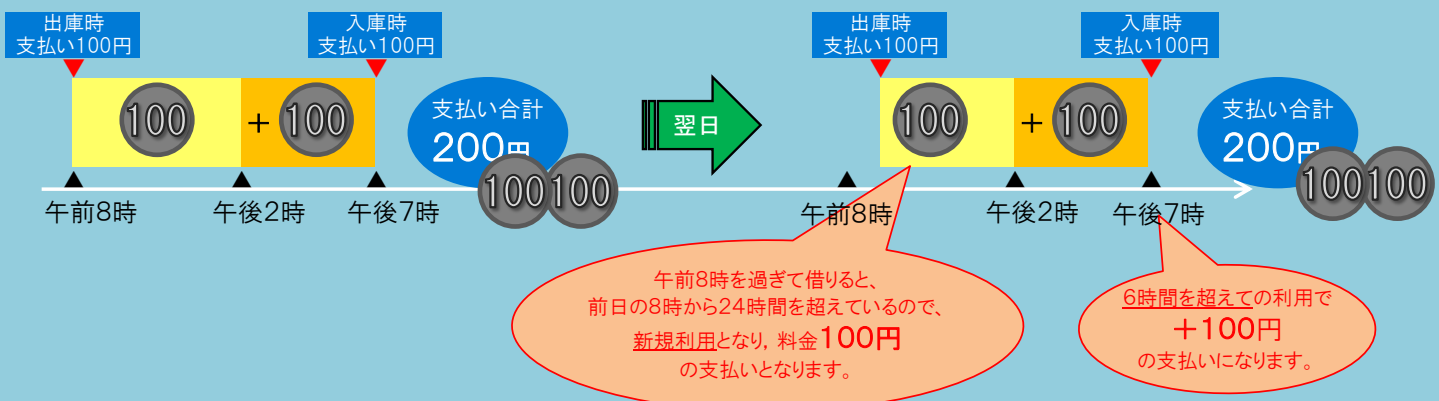 出庫時
支払い100円
入庫時
支払い100円
100
+
100
支払い合計
200円
100
100
午前8時
午後2時
午後7時
翌日
出庫時
支払い100円
入庫時
支払い100円
100
+
100
支払い合計
200円
100
100
午前8時
午後2時
午後7時
午前8時を過ぎて借りると、
前日の8時から24時間を超えているので、
新規利用となり, 料金100円
の支払いとなります。
6時間を超えての利用で
+100円
の支払いになります。